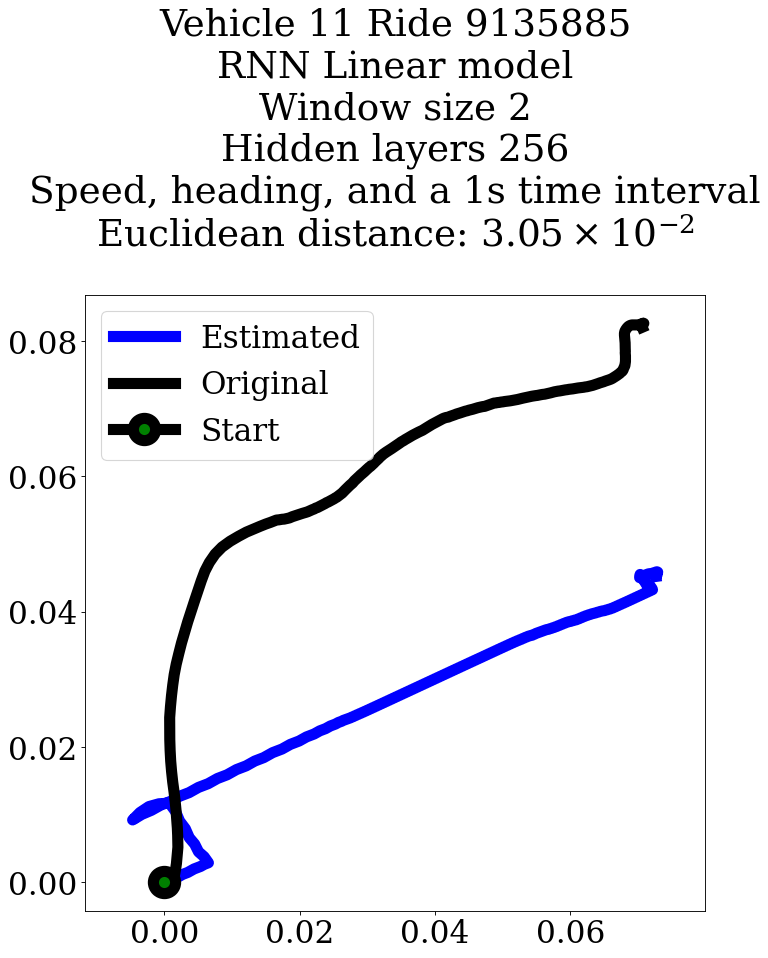 Vehicle 11 Ride 9135885
RNN Linear model
Window size 2
Hidden layers 256
Speed, heading, and a 1s time interval
Euclidean distance: 3.05 × 10⁻²
Estimated
Original
Start
0.08
0.06
0.04
0.02
0.00
0.00 0.02 0.04 0.06